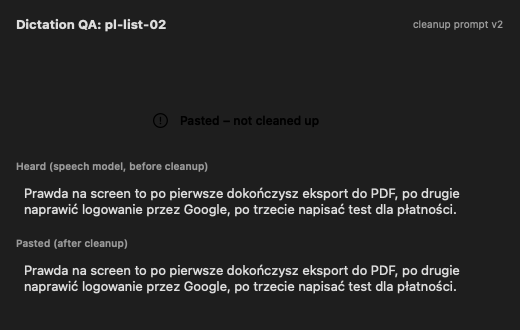 Dictation QA: pl-list-02
cleanup prompt v2
Pasted – not cleaned up
Heard (speech model, before cleanup)
Prawda na screen to po pierwsze dokończysz eksport do PDF, po drugie
naprawić logowanie przez Google, po trzecie napisać test dla płatności.
Pasted (after cleanup)
Prawda na screen to po pierwsze dokończysz eksport do PDF, po drugie
naprawić logowanie przez Google, po trzecie napisać test dla płatności.